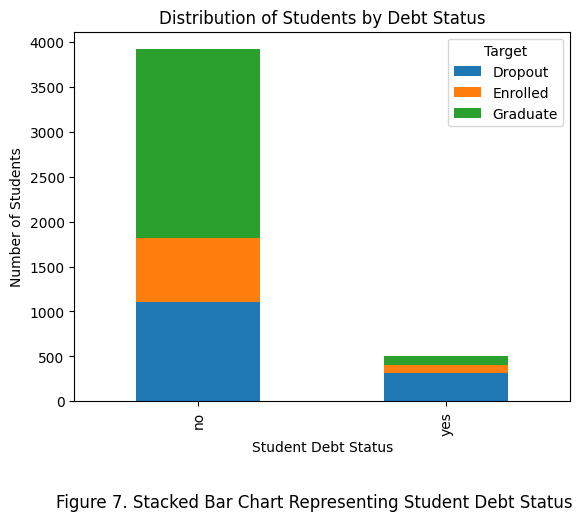 Distribution of Students by Debt Status
Number of Students
4000
3500
3000
2500
2000
1500
1000
500
0
Target
Dropout
Enrolled
Graduate
no
yes
Student Debt Status
Figure 7. Stacked Bar Chart Representing Student Debt Status